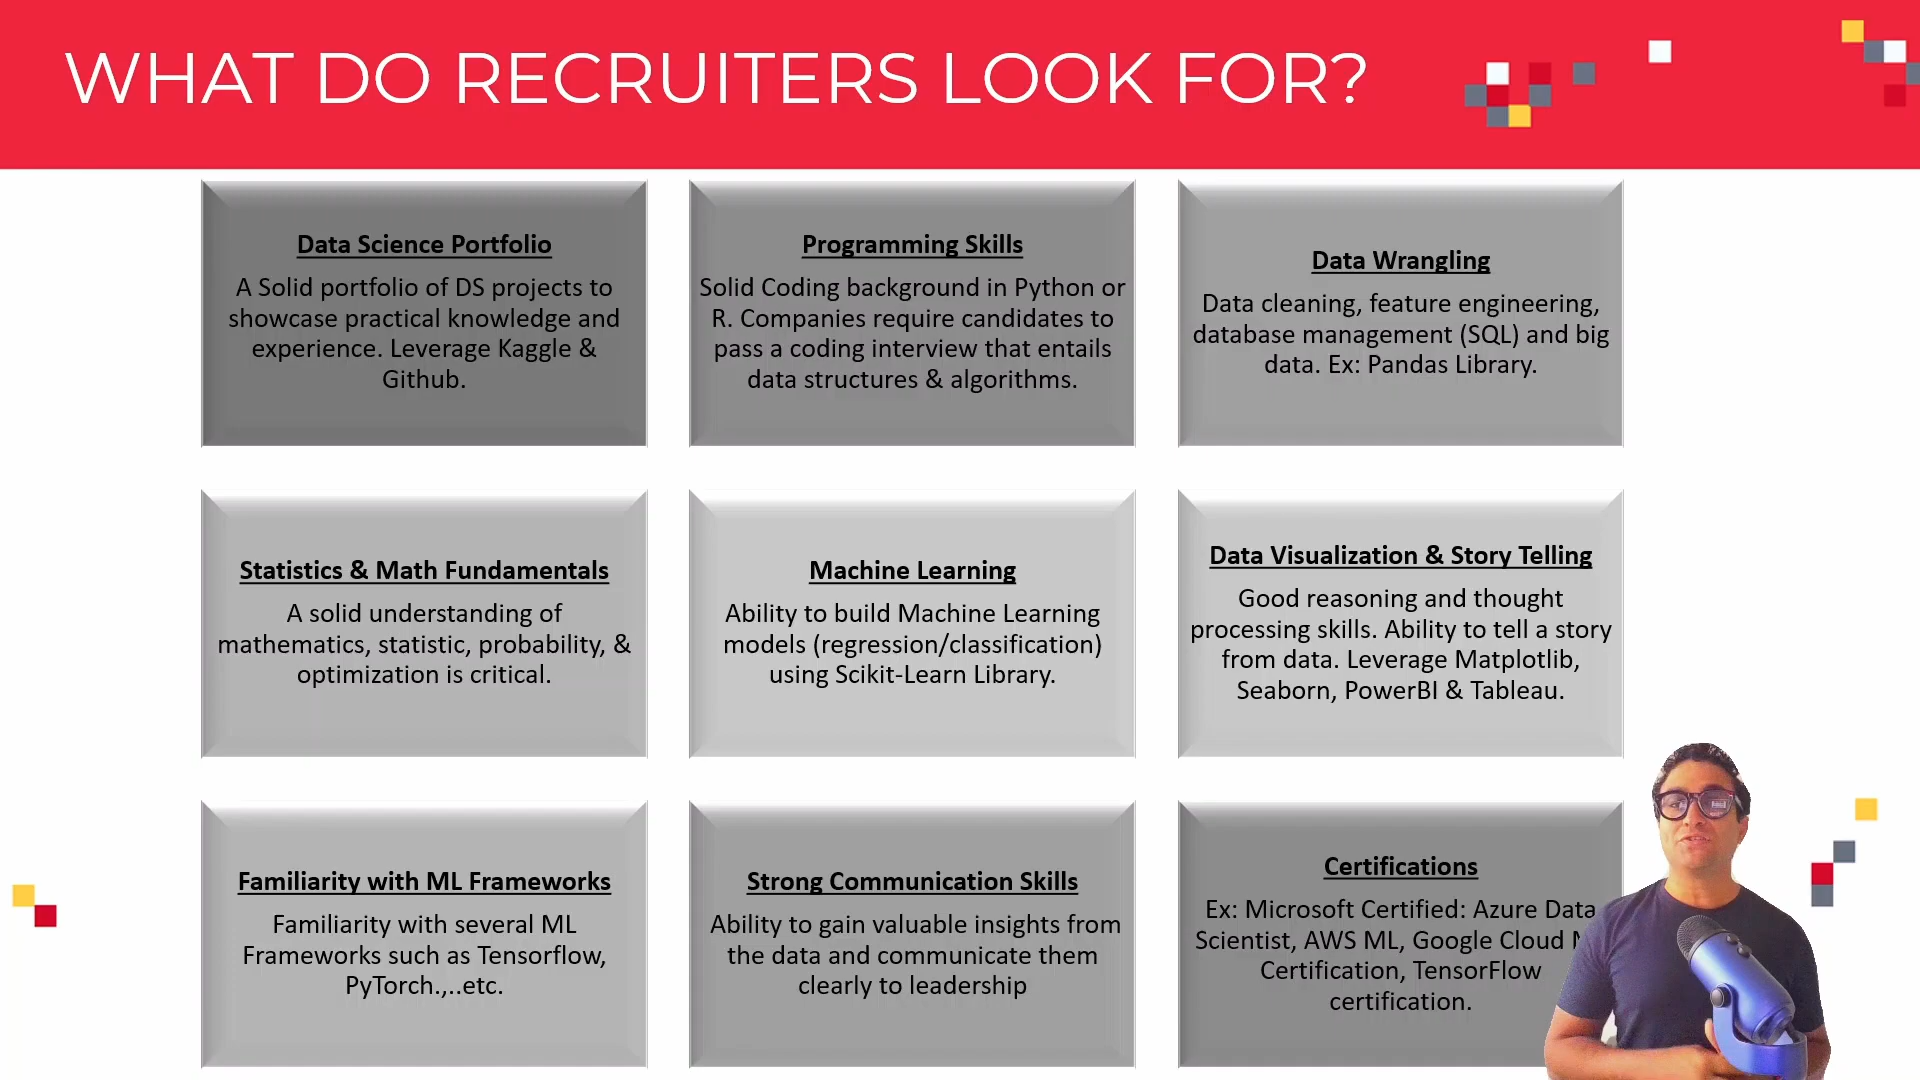 WHAT DO RECRUITERS LOOK FOR?
Data Science Portfolio
A Solid portfolio of DS projects to
showcase practical knowledge and
experience. Leverage Kaggle &
Github.
Programming Skills
Solid Coding background in Python or
R. Companies require candidates to
pass a coding interview that entails
data structures & algorithms.
Data Wrangling
Data cleaning, feature engineering,
database management (SQL) and big
data. Ex: Pandas Library.
Statistics & Math Fundamentals
A solid understanding of
mathematics, statistic, probability, &
optimization is critical.
Machine Learning
Ability to build Machine Learning
models (regression/classification)
using Scikit-Learn Library.
Data Visualization & Story Telling
Good reasoning and thought
processing skills. Ability to tell a story
from data. Leverage Matplotlib,
Seaborn, PowerBI & Tableau.
Familiarity with ML Frameworks
Familiarity with several ML
Frameworks such as Tensorflow,
PyTorch.,..etc.
Strong Communication Skills
Ability to gain valuable insights from
the data and communicate them
clearly to leadership
Certifications
Ex: Microsoft Certified: Azure Data
Scientist, AWS ML, Google Cloud
Certification, TensorFlow
certification.